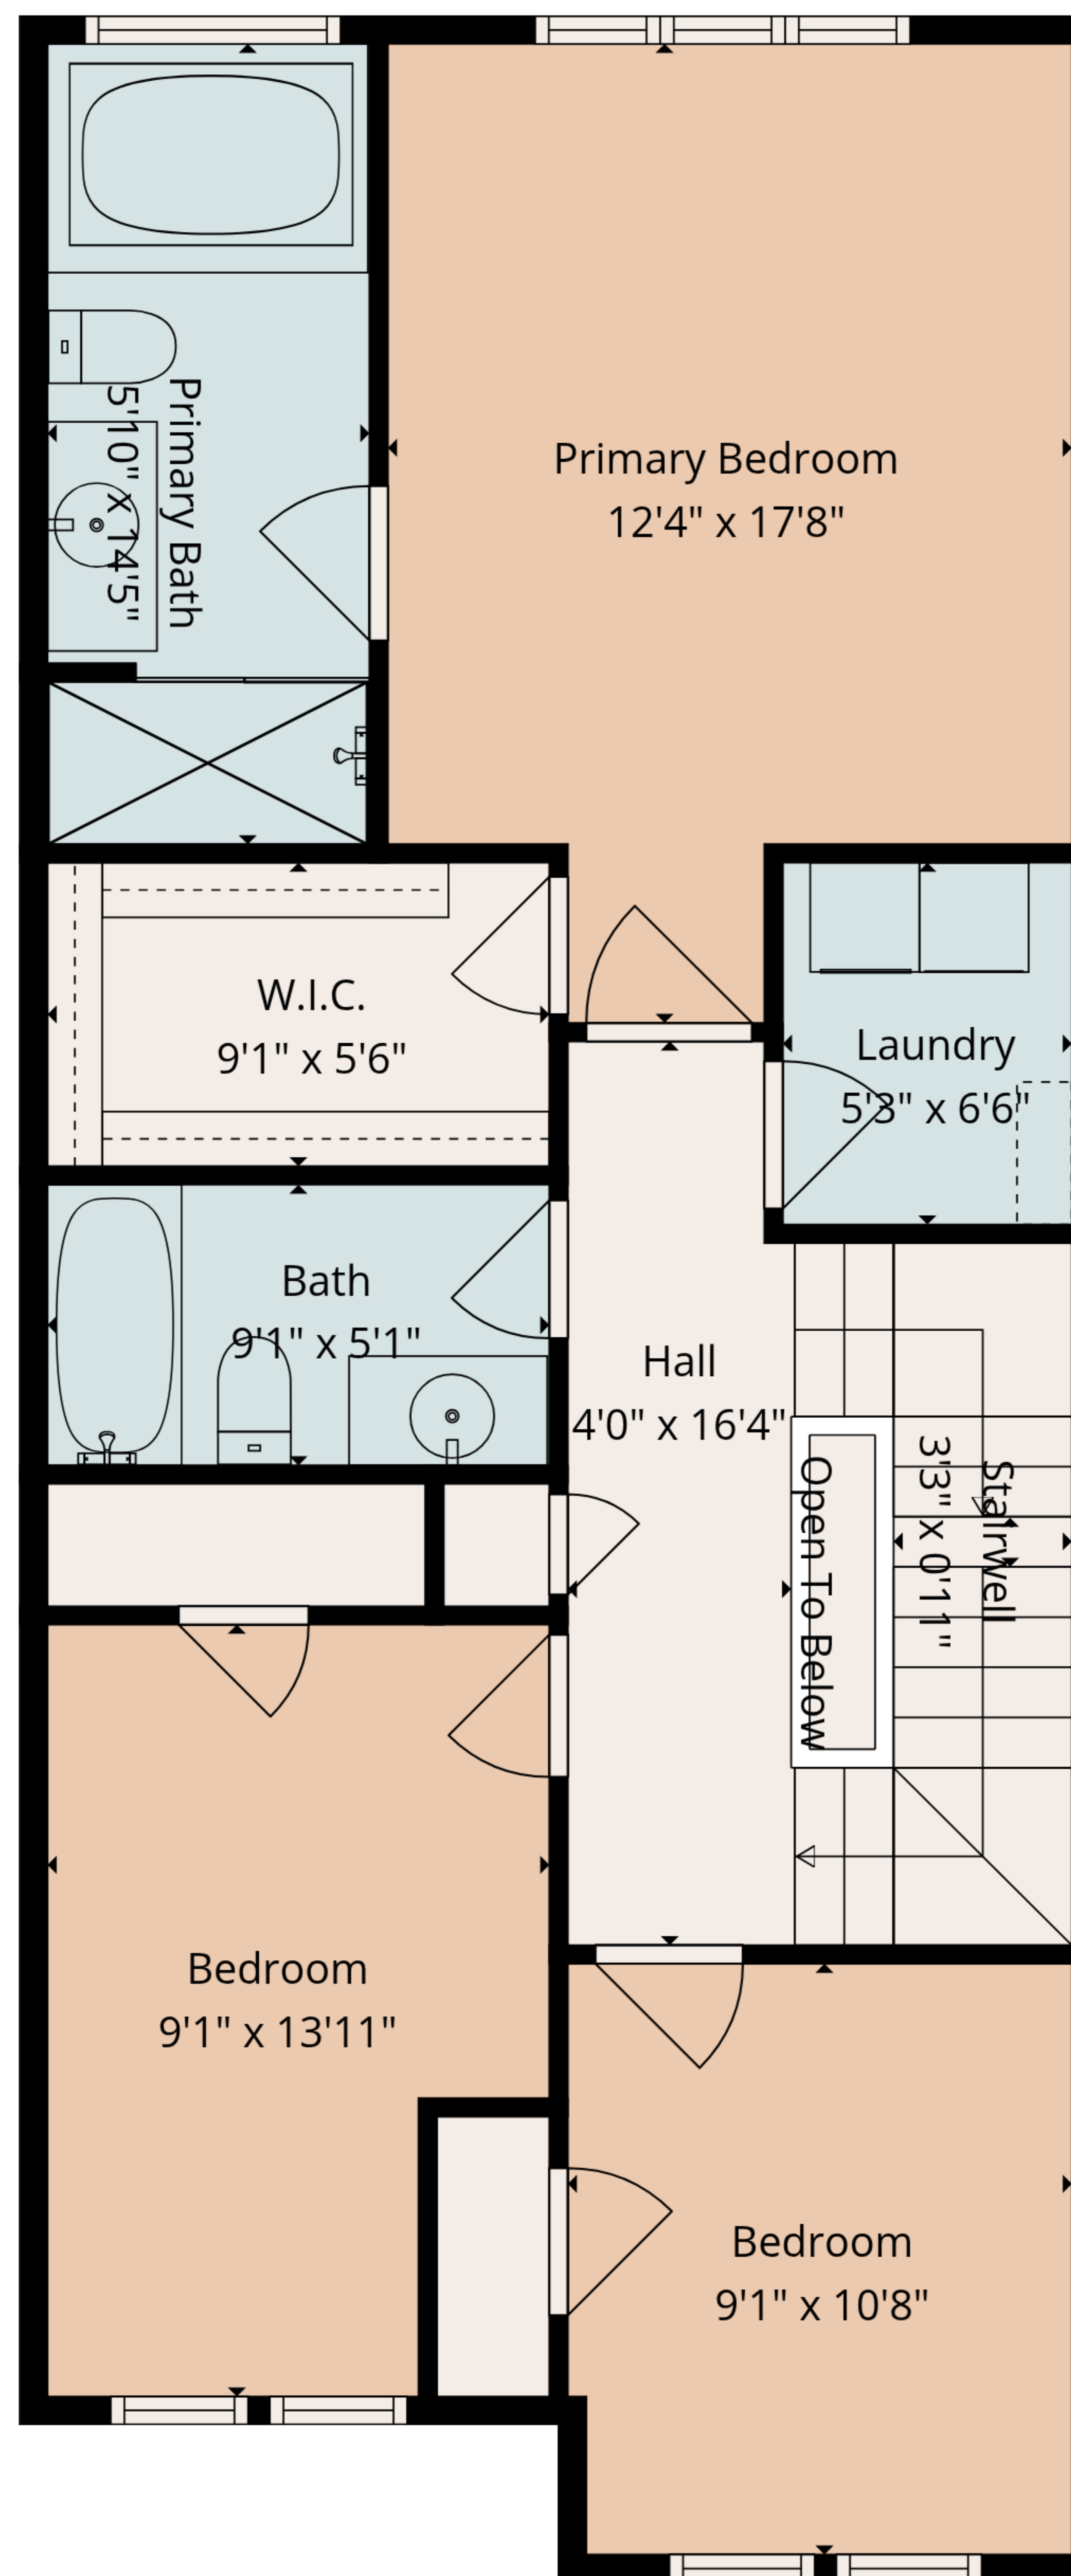 Primary Bath
5'10" x 14'5"
Primary Bedroom
12'4" x 17'8"
W.I.C.
9'1" x 5'6"
Laundry
5'3" x 6'6"
Bath
9'1" x 5'1"
Hall
4'0" x 16'4"
Open To Below
Stairwell
3'3" x 0'11"
Bedroom
9'1" x 13'11"
Bedroom
9'1" x 10'8"